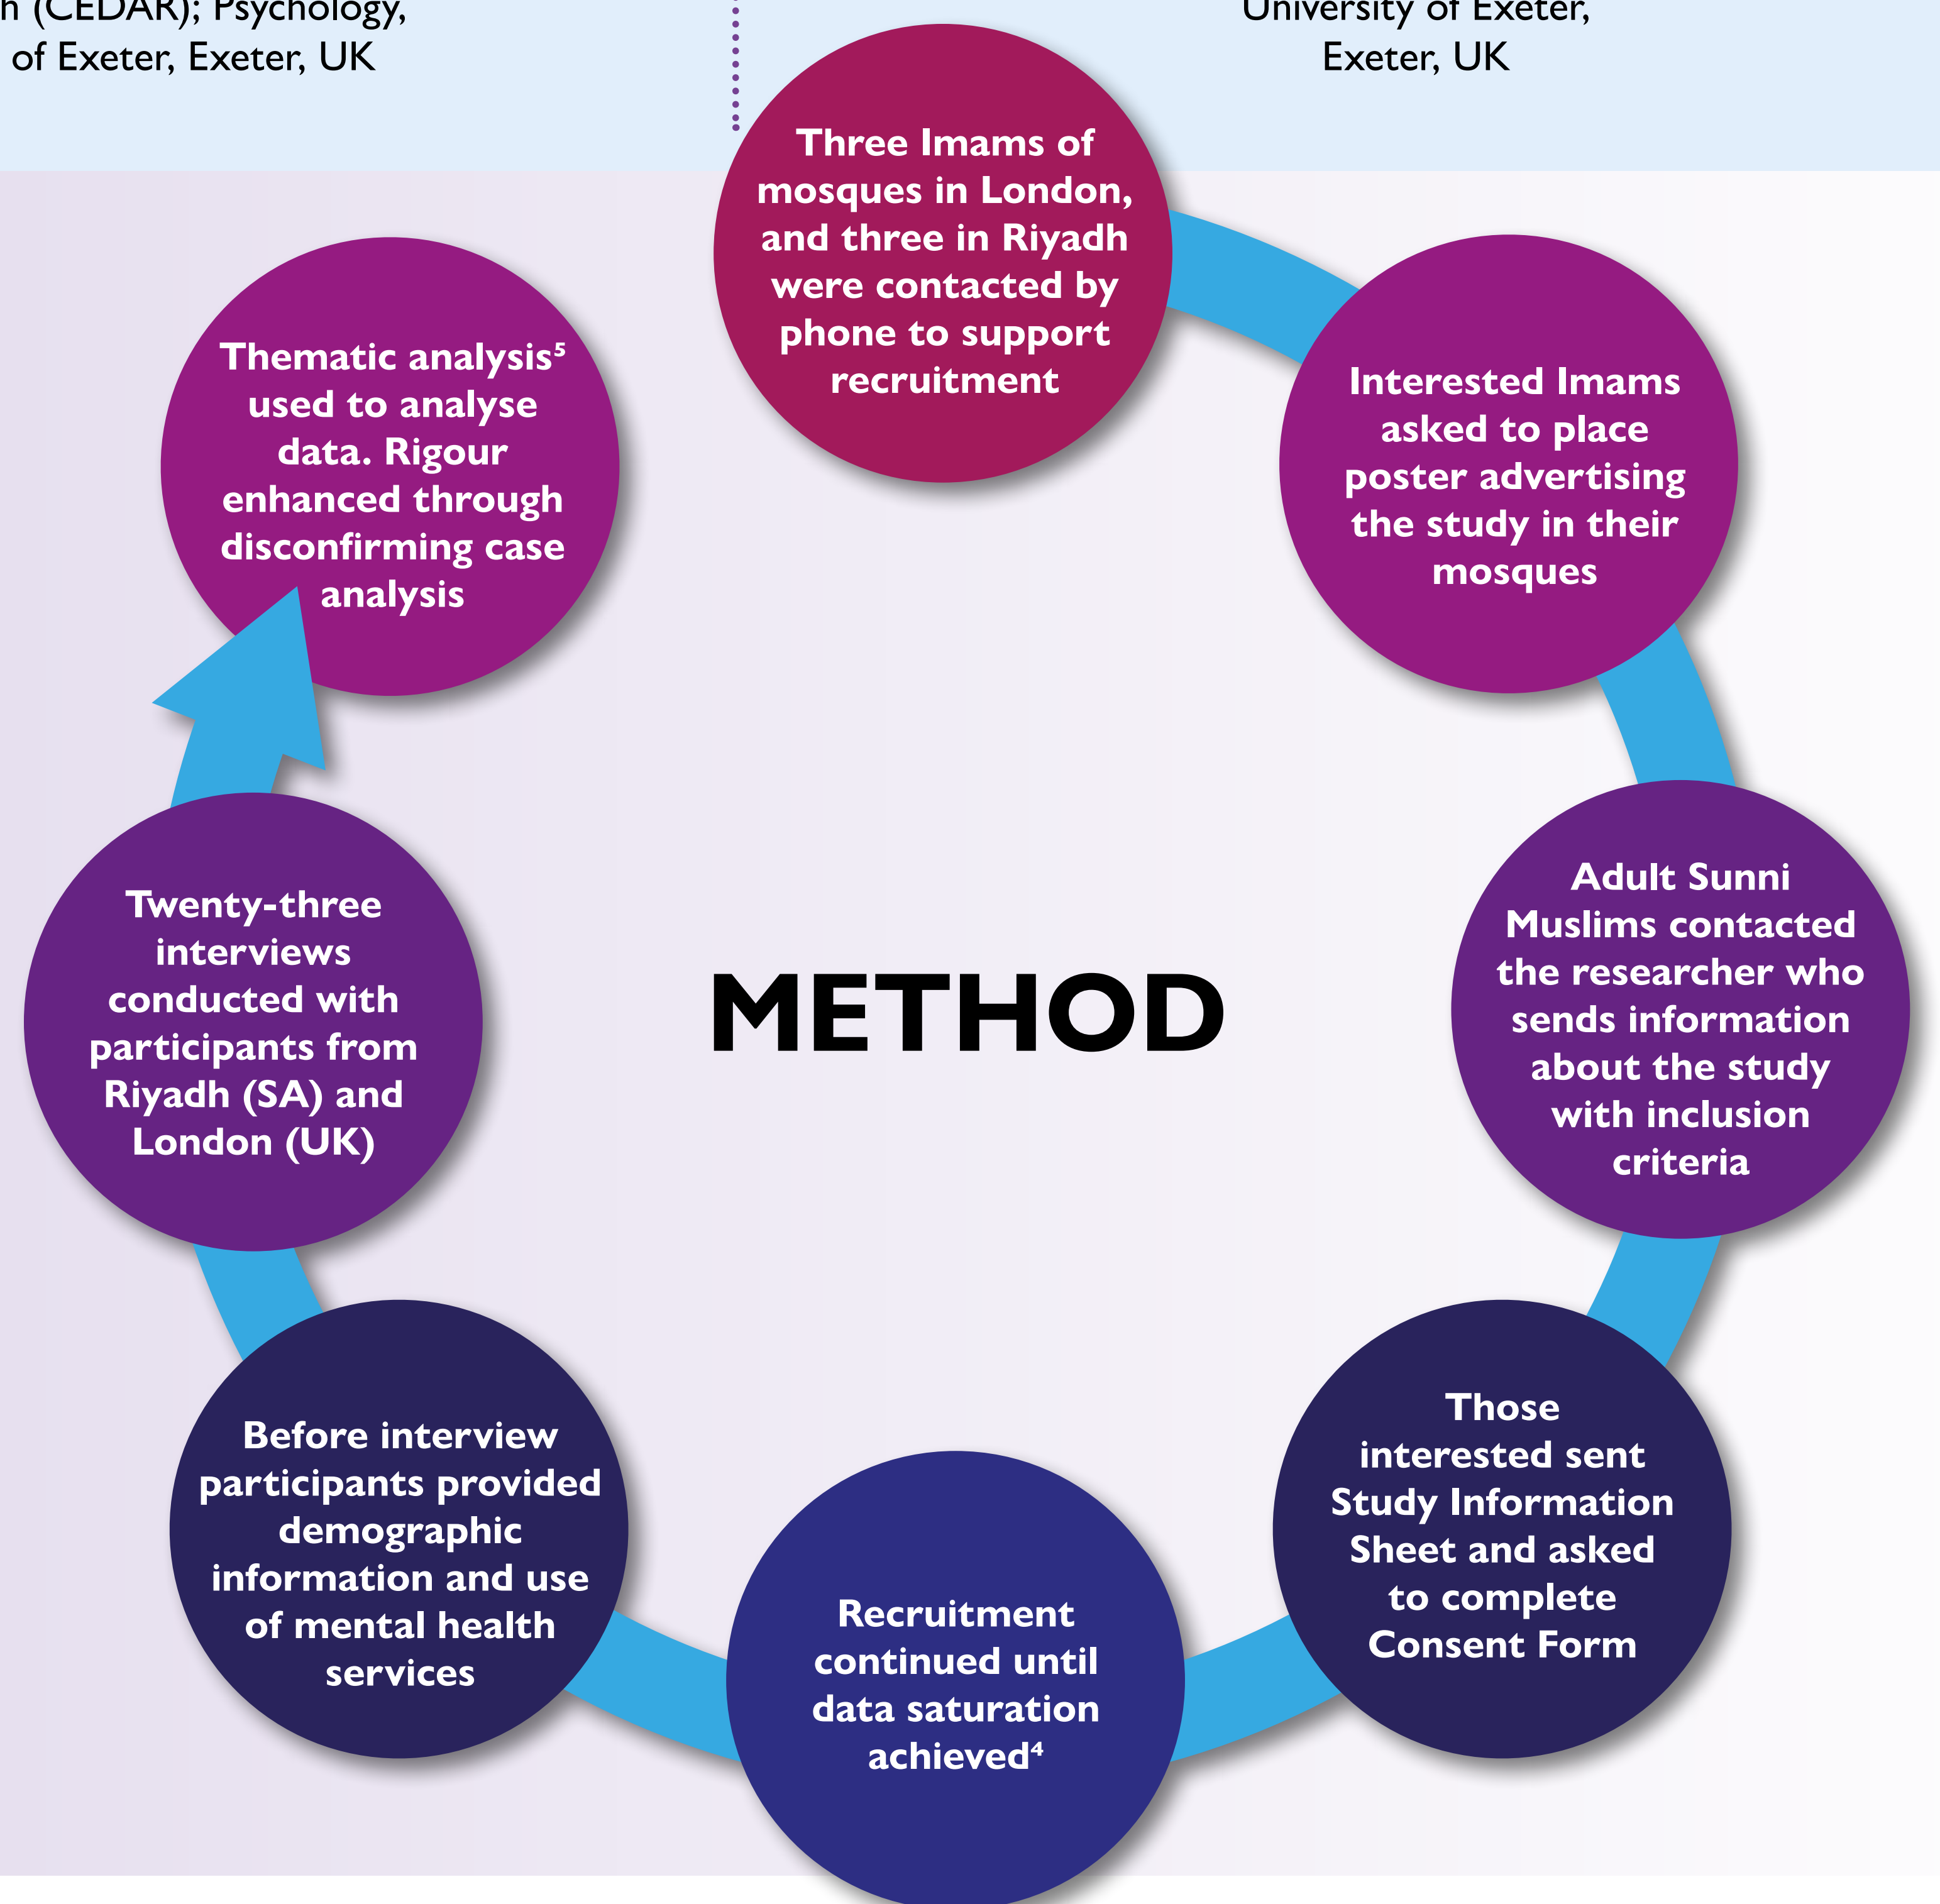 h (CEDAR); Psychology,
of Exeter, Exeter, UK
University of Exeter,
Exeter, UK
Three Imams of
mosques in London,
and three in Riyadh
were contacted by
phone to support
recruitment
Interested Imams
asked to place
poster advertising
the study in their
mosques
Adult Sunni
Muslims contacted
the researcher who
sends information
about the study
with inclusion
criteria
Those
interested sent
Study Information
Sheet and asked
to complete
Consent Form
Recruitment
continued until
data saturation
achieved⁴
Before interview
participants provided
demographic
information and use
of mental health
services
Twenty-three
interviews
conducted with
participants from
Riyadh (SA) and
London (UK)
Thematic analysis⁵
used to analyse
data. Rigour
enhanced through
disconfirming case
analysis
METHOD